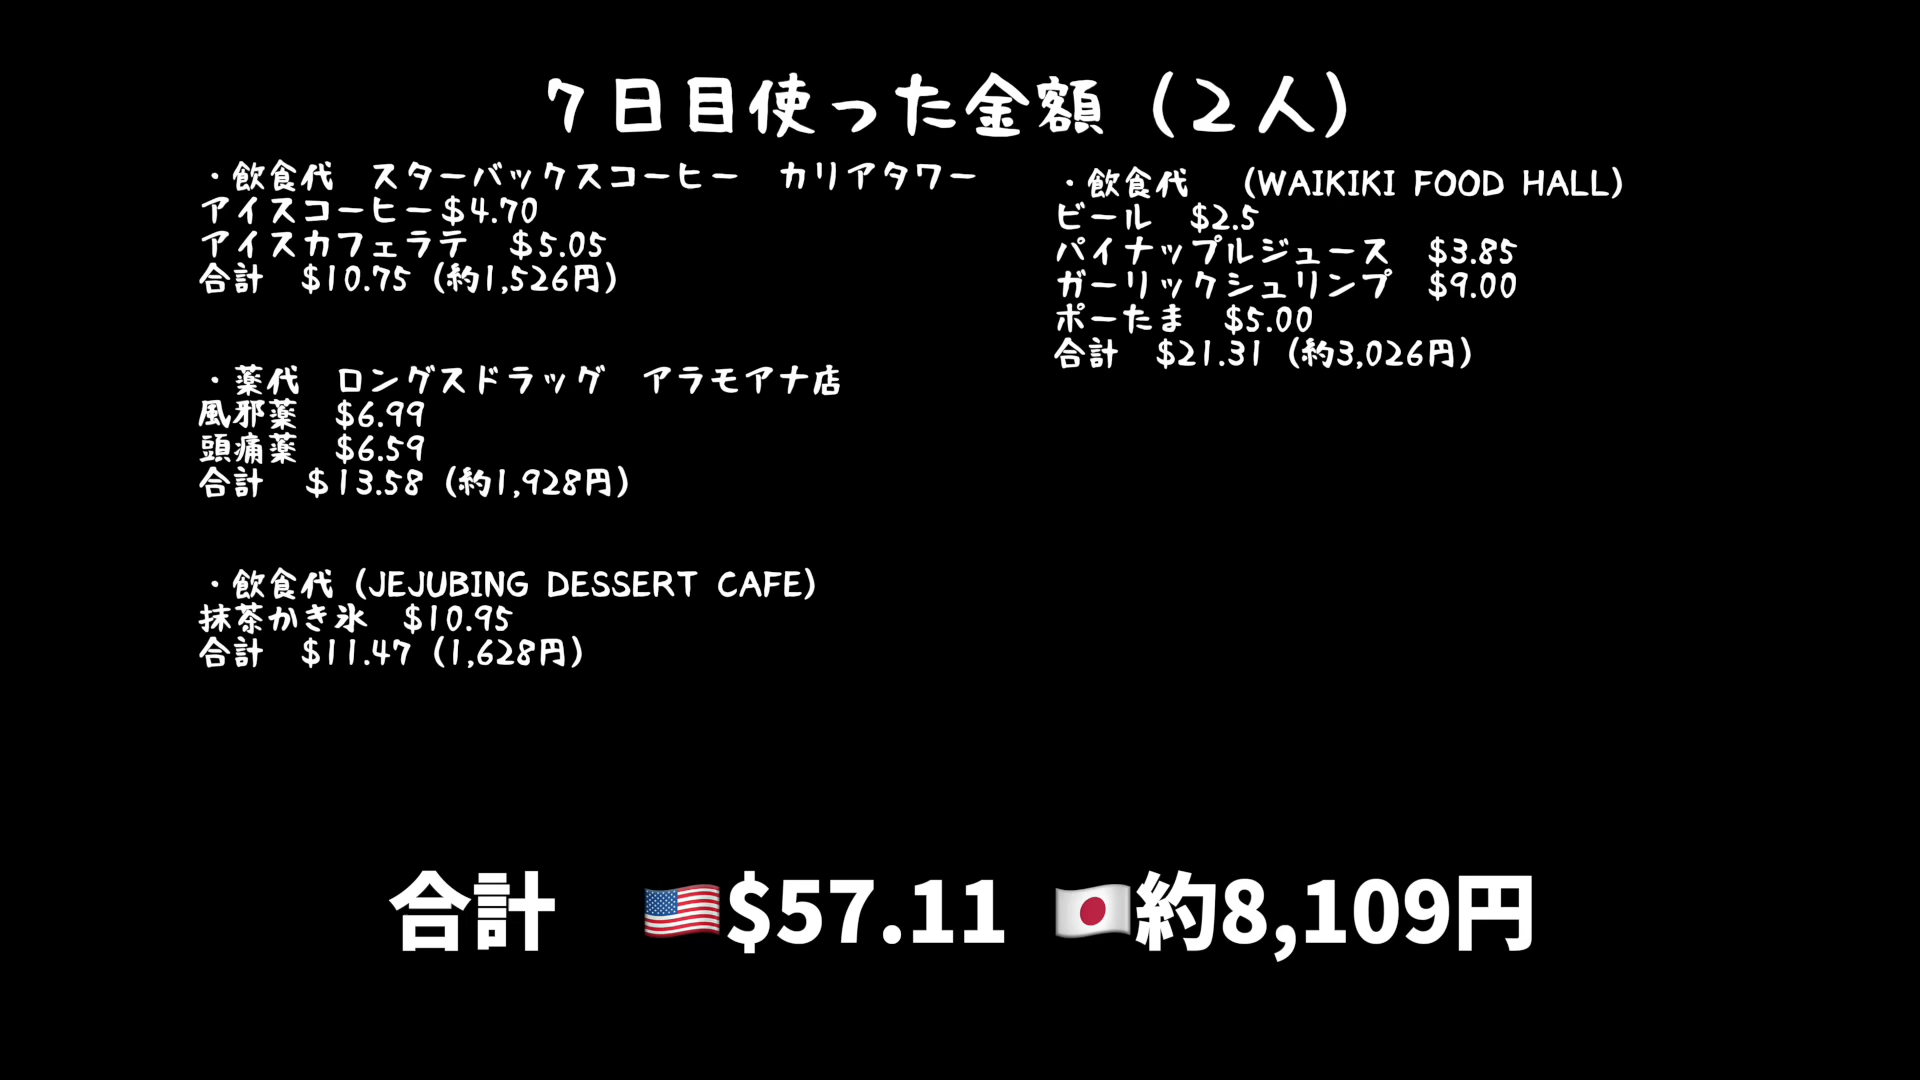 7日目使った金額（2人）
・飲食代　スターバックスコーヒー　カリアタワー
アイスコーヒー$4.70
アイスカフェラテ　$5.05
合計　$10.75（約1,526円）
・薬代　ロングスドラッグ　アラモアナ店
風邪薬　$6.99
頭痛薬　$6.59
合計　$13.58（約1,928円）
・飲食代（JEJUBING DESSERT CAFE）
抹茶かき氷　$10.95
合計　$11.47（1,628円）
・飲食代　（WAIKIKI FOOD HALL）
ビール　$2.5
パイナップルジュース　$3.85
ガーリックシュリンプ　$9.00
ポーたま　$5.00
合計　$21.31（約3,026円）
合計　🇺🇸$57.11 🇯🇵約8,109円